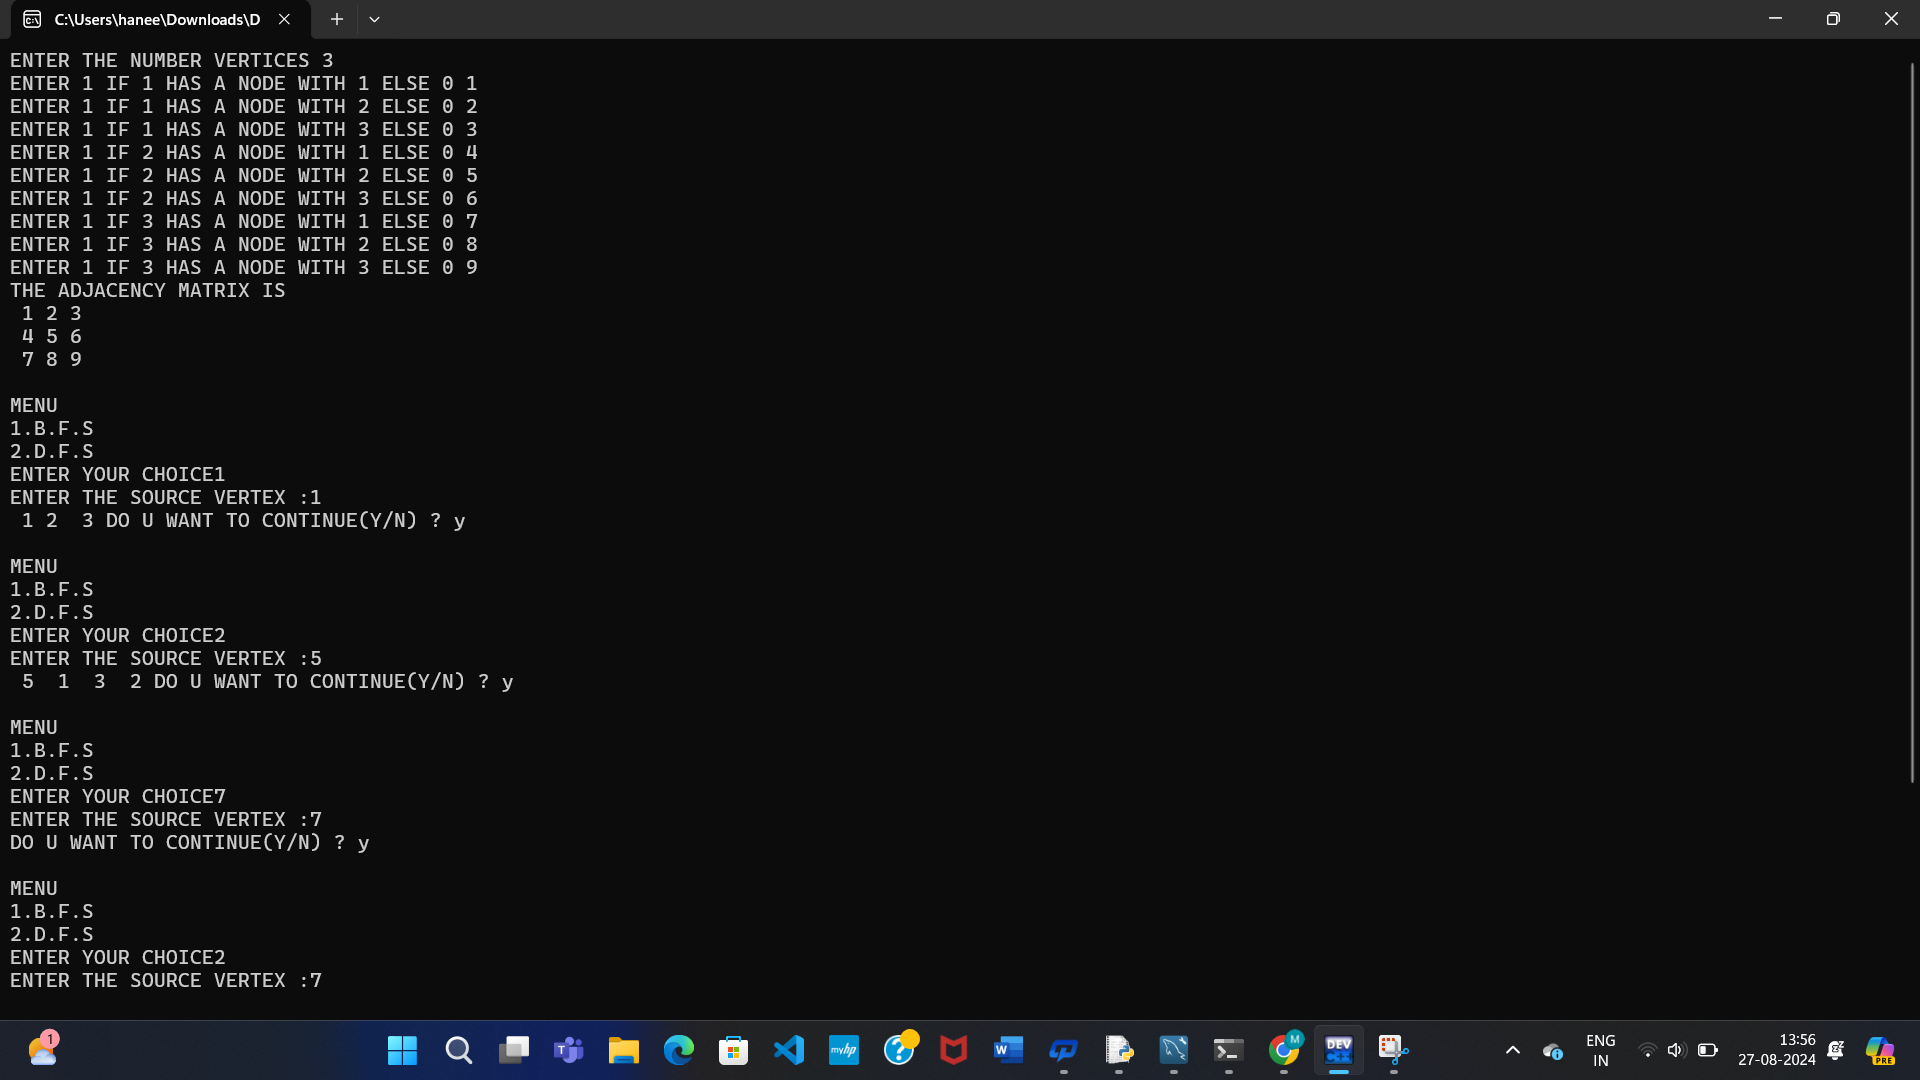 C:\Users\hanee\Downloads\D
ENTER THE NUMBER VERTICES 3
ENTER 1 IF 1 HAS A NODE WITH 1 ELSE 0 1
ENTER 1 IF 1 HAS A NODE WITH 2 ELSE 0 2
ENTER 1 IF 1 HAS A NODE WITH 3 ELSE 0 3
ENTER 1 IF 2 HAS A NODE WITH 1 ELSE 0 4
ENTER 1 IF 2 HAS A NODE WITH 2 ELSE 0 5
ENTER 1 IF 2 HAS A NODE WITH 3 ELSE 0 6
ENTER 1 IF 3 HAS A NODE WITH 1 ELSE 0 7
ENTER 1 IF 3 HAS A NODE WITH 2 ELSE 0 8
ENTER 1 IF 3 HAS A NODE WITH 3 ELSE 0 9
THE ADJACENCY MATRIX IS
 1 2 3
 4 5 6
 7 8 9
MENU
1.B.F.S
2.D.F.S
ENTER YOUR CHOICE1
ENTER THE SOURCE VERTEX :1
 1 2  3 DO U WANT TO CONTINUE(Y/N) ? y
MENU
1.B.F.S
2.D.F.S
ENTER YOUR CHOICE2
ENTER THE SOURCE VERTEX :5
 5  1  3  2 DO U WANT TO CONTINUE(Y/N) ? y
MENU
1.B.F.S
2.D.F.S
ENTER YOUR CHOICE7
ENTER THE SOURCE VERTEX :7
DO U WANT TO CONTINUE(Y/N) ? y
MENU
1.B.F.S
2.D.F.S
ENTER YOUR CHOICE2
ENTER THE SOURCE VERTEX :7
1
myhp
M
DEV
ENG
IN
13:56
27-08-2024
PRE